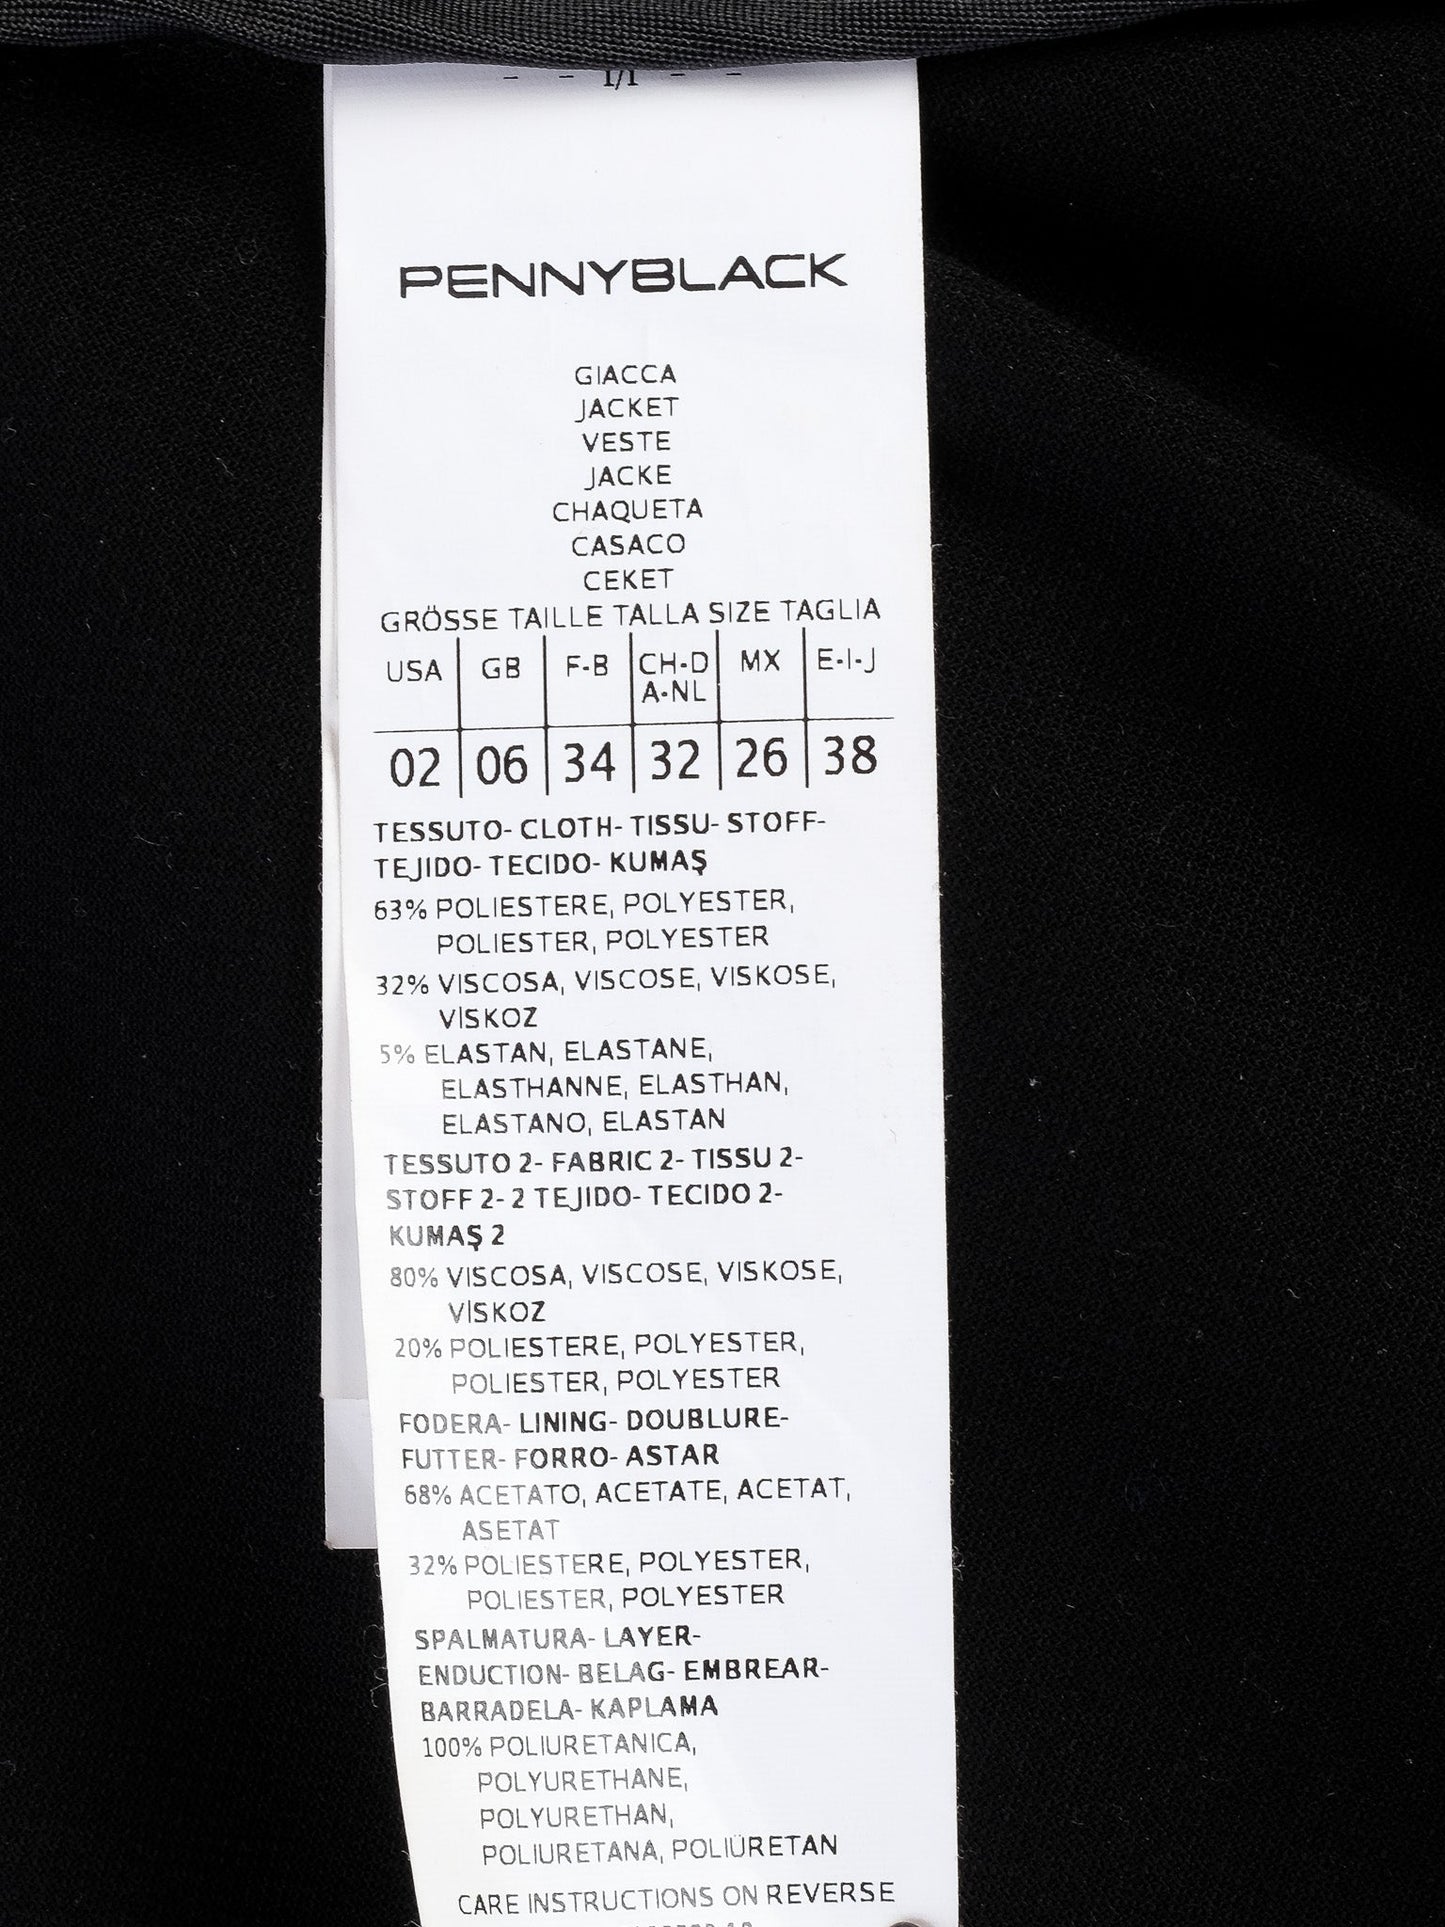 - - 1/1 - -
PENNYBLACK
GIACCA
JACKET
VESTE
JACKE
CHAQUETA
CASACO
CEKET
GRÖSSE TAILLE TALLA SIZE TAGLIA
USA GB F-B CH-D A-NL MX E-I-J
02 06 34 32 26 38
TESSUTO- CLOTH- TISSU- STOFF-
TEJIDO- TECIDO- KUMAŞ
63% POLIESTERE, POLYESTER,
POLIESTER, POLYESTER
32% VISCOSA, VISCOSE, VISKOSE,
VİSKOZ
5% ELASTAN, ELASTANE,
ELASTHANNE, ELASTHAN,
ELASTANO, ELASTAN
TESSUTO 2- FABRIC 2- TISSU 2-
STOFF 2- 2 TEJIDO- TECIDO 2-
KUMAŞ 2
80% VISCOSA, VISCOSE, VISKOSE,
VİSKOZ
20% POLIESTERE, POLYESTER,
POLIESTER, POLYESTER
FODERA- LINING- DOUBLURE-
FUTTER- FORRO- ASTAR
68% ACETATO, ACETATE, ACETAT,
ASETAT
32% POLIESTERE, POLYESTER,
POLIESTER, POLYESTER
SPALMATURA- LAYER-
ENDUCTION- BELAG- EMBREAR-
BARRADELA- KAPLAMA
100% POLIURETANICA,
POLYURETHANE,
POLYURETHAN,
POLIURETANA, POLIÜRETAN
CARE INSTRUCTIONS ON REVERSE